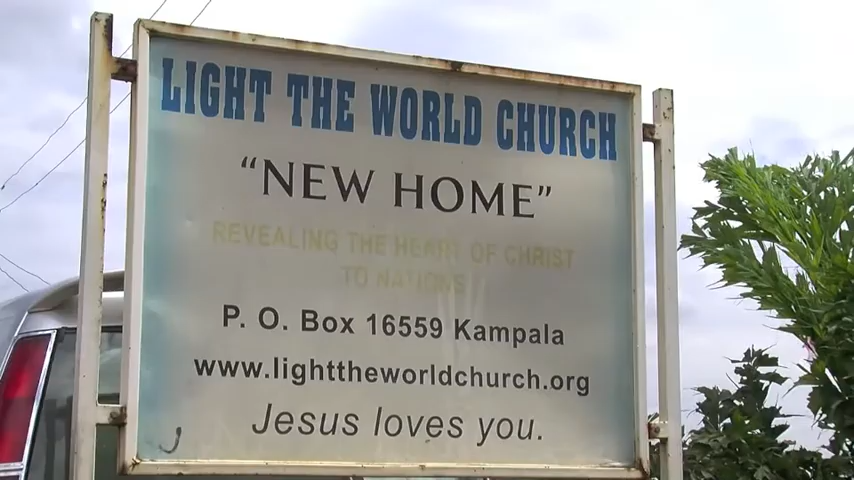 LIGHT THE WORLD CHURCH
“NEW HOME”
REVEALING THE HEART OF CHRIST
TO NATIONS
P. O. Box 16559 Kampala
www.lighttheworldchurch.org
Jesus loves you.